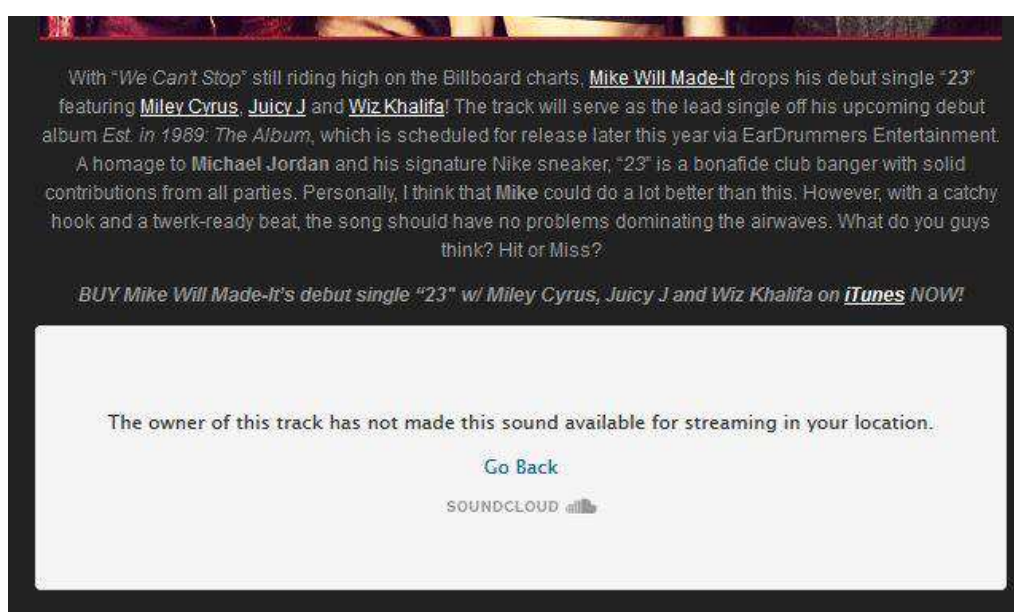 With “We Can't Stop” still riding high on the Billboard charts, Mike Will Made-It drops his debut single “23”
featuring Miley Cyrus, Juicy J and Wiz Khalifa! The track will serve as the lead single off his upcoming debut
album Est. in 1989: The Album, which is scheduled for release later this year via EarDrummers Entertainment.
A homage to Michael Jordan and his signature Nike sneaker, “23” is a bonafide club banger with solid
contributions from all parties. Personally, I think that Mike could do a lot better than this. However, with a catchy
hook and a twerk-ready beat, the song should have no problems dominating the airwaves. What do you guys
think? Hit or Miss?
BUY Mike Will Made-It's debut single “23" w/ Miley Cyrus, Juicy J and Wiz Khalifa on iTunes NOW!
The owner of this track has not made this sound available for streaming in your location.
Go Back
SOUNDCLOUD